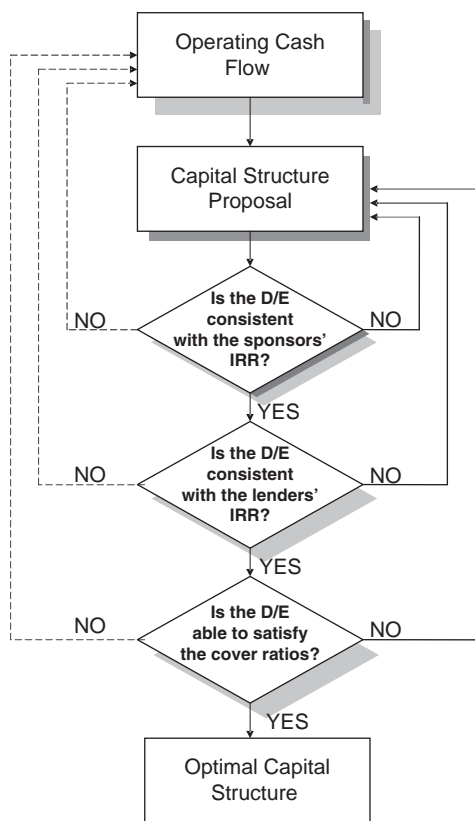 Operating Cash
Flow
Capital Structure
Proposal
Is the D/E
consistent
with the sponsors’
IRR?
NO
NO
YES
Is the D/E
consistent
with the lenders’
IRR?
NO
NO
YES
Is the D/E
able to satisfy
the cover ratios?
NO
NO
YES
Optimal Capital
Structure